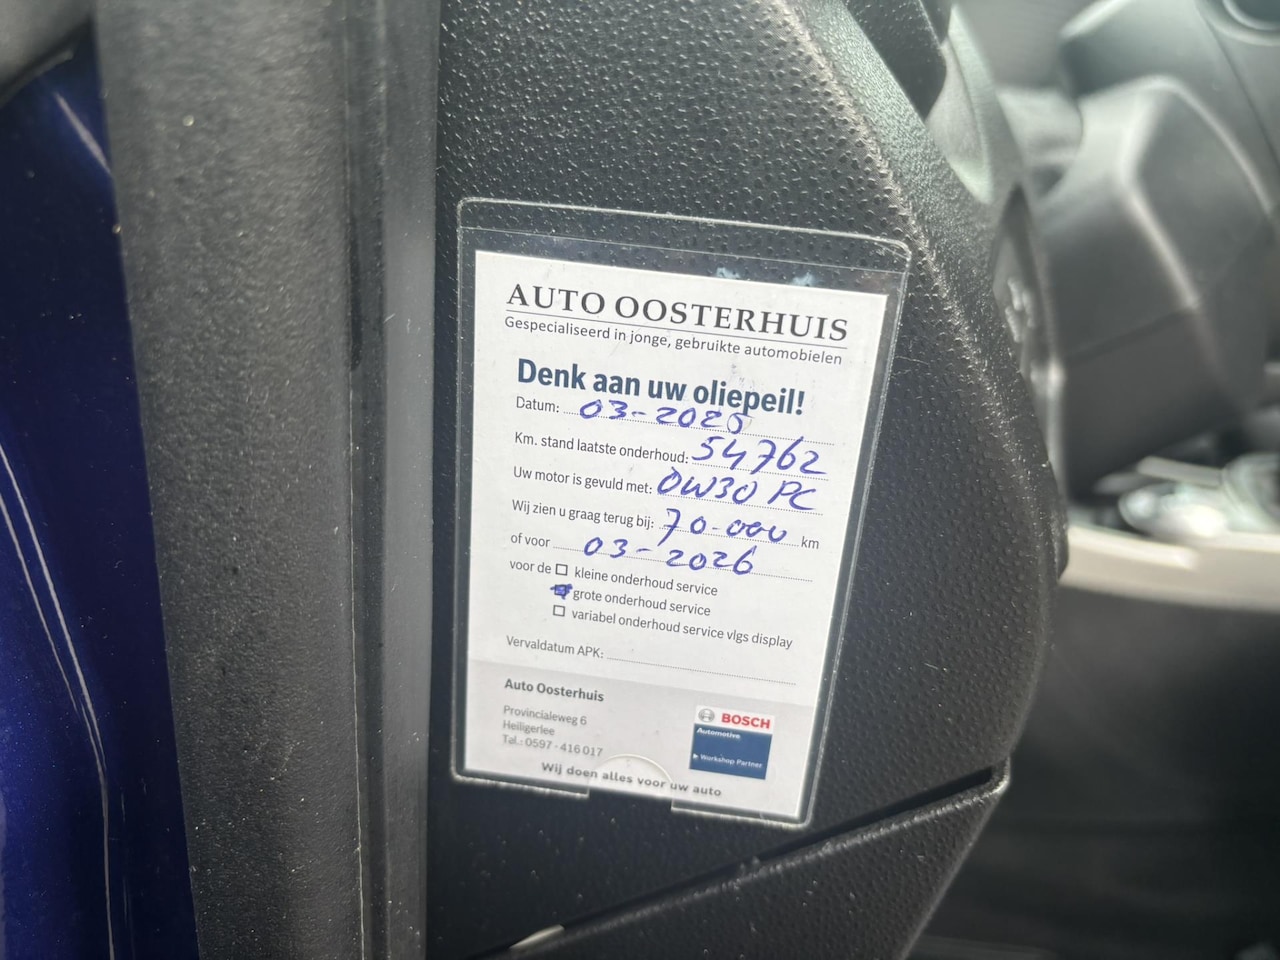 AUTO OOSTERHUIS
Gespecialiseerd in jonge, gebruikte automobielen
Denk aan uw oliepeil!
Datum: 03-2025
Km. stand laatste onderhoud: 54762
Uw motor is gevuld met: 0W30 PC
Wij zien u graag terug bij: 70.000 km
of voor 03-2026
voor de kleine onderhoud service
grote onderhoud service
variabel onderhoud service vlgs display
Vervaldatum APK:
Auto Oosterhuis
Provincialeweg 6
Heiligerlee
Tel.: 0597 - 416 017
BOSCH
Automotive
Workshop Partner
Wij doen alles voor uw auto